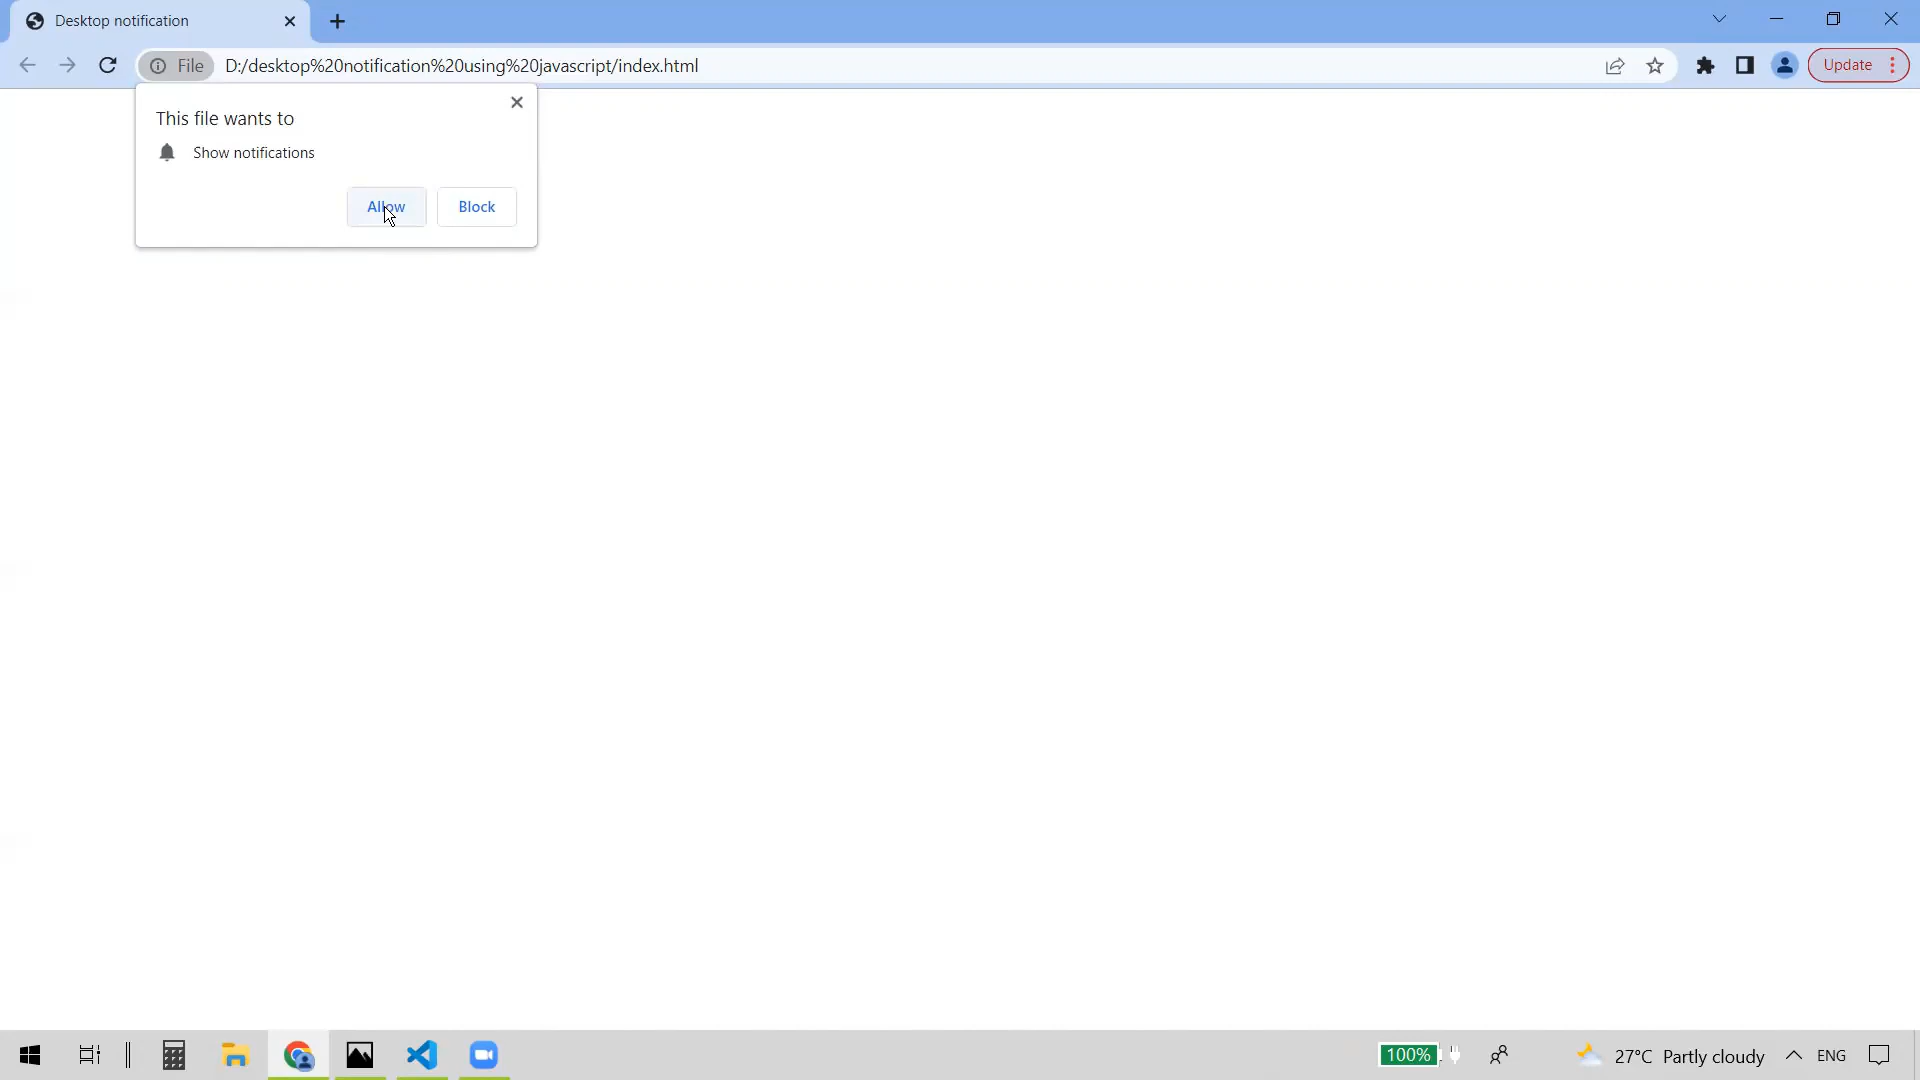 Desktop notification
File D:/desktop%20notification%20using%20javascript/index.html
Update
This file wants to
Show notifications
Allow Block
100% 27°C Partly cloudy ENG